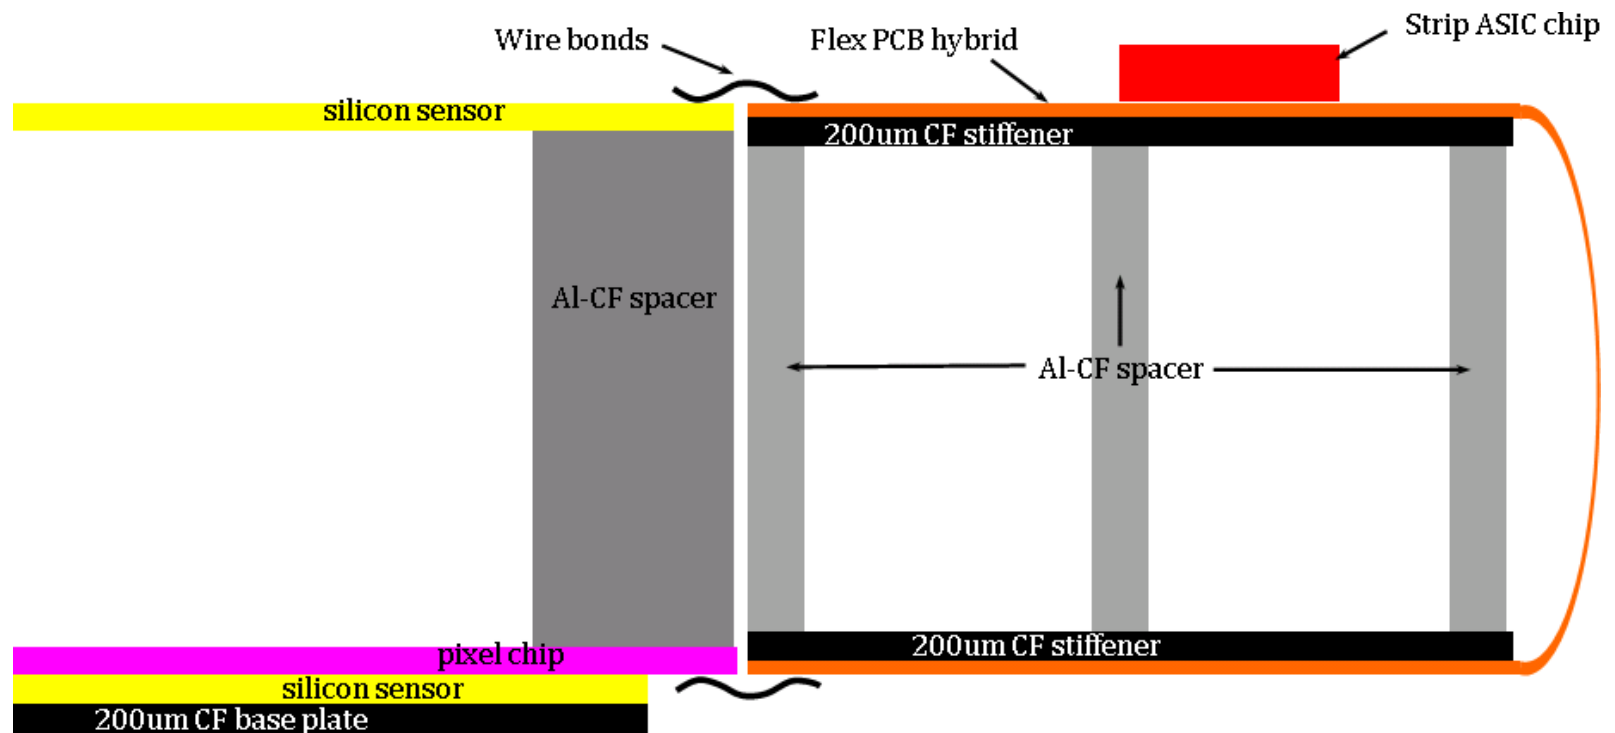 Strip ASIC chip
Wire bonds
Flex PCB hybrid
silicon sensor
200um CF stiffener
Al-CF spacer
Al-CF spacer
200um CF stiffener
pixel chip
silicon sensor
200um CF base plate